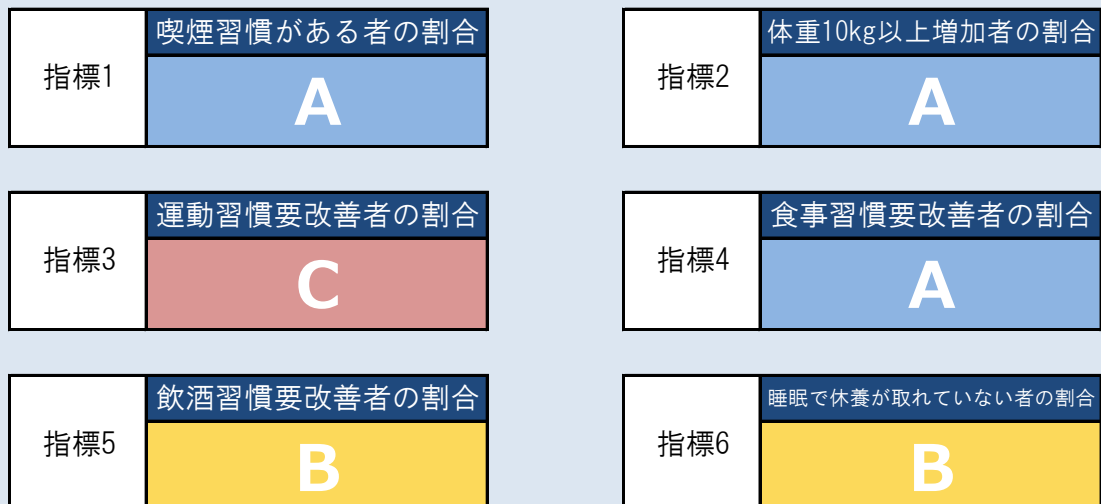 指標1
喫煙習慣がある者の割合
A
指標2
体重10kg以上増加者の割合
A
指標3
運動習慣要改善者の割合
C
指標4
食事習慣要改善者の割合
A
指標5
飲酒習慣要改善者の割合
B
指標6
睡眠で休養が取れていない者の割合
B